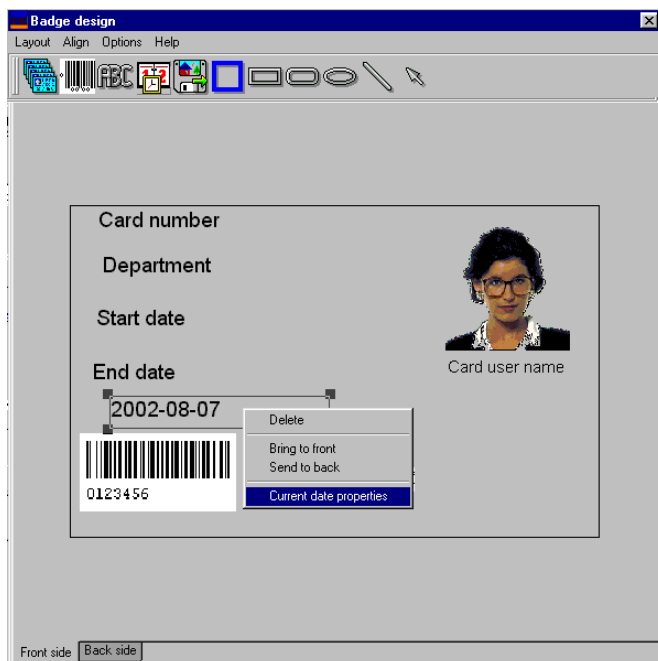 Badge design
Layout Align Options Help
ABC
Card number
Department
Start date
End date
Card user name
2002-08-07
Delete
Bring to front
Send to back
Current date properties
0123456
Front side Back side